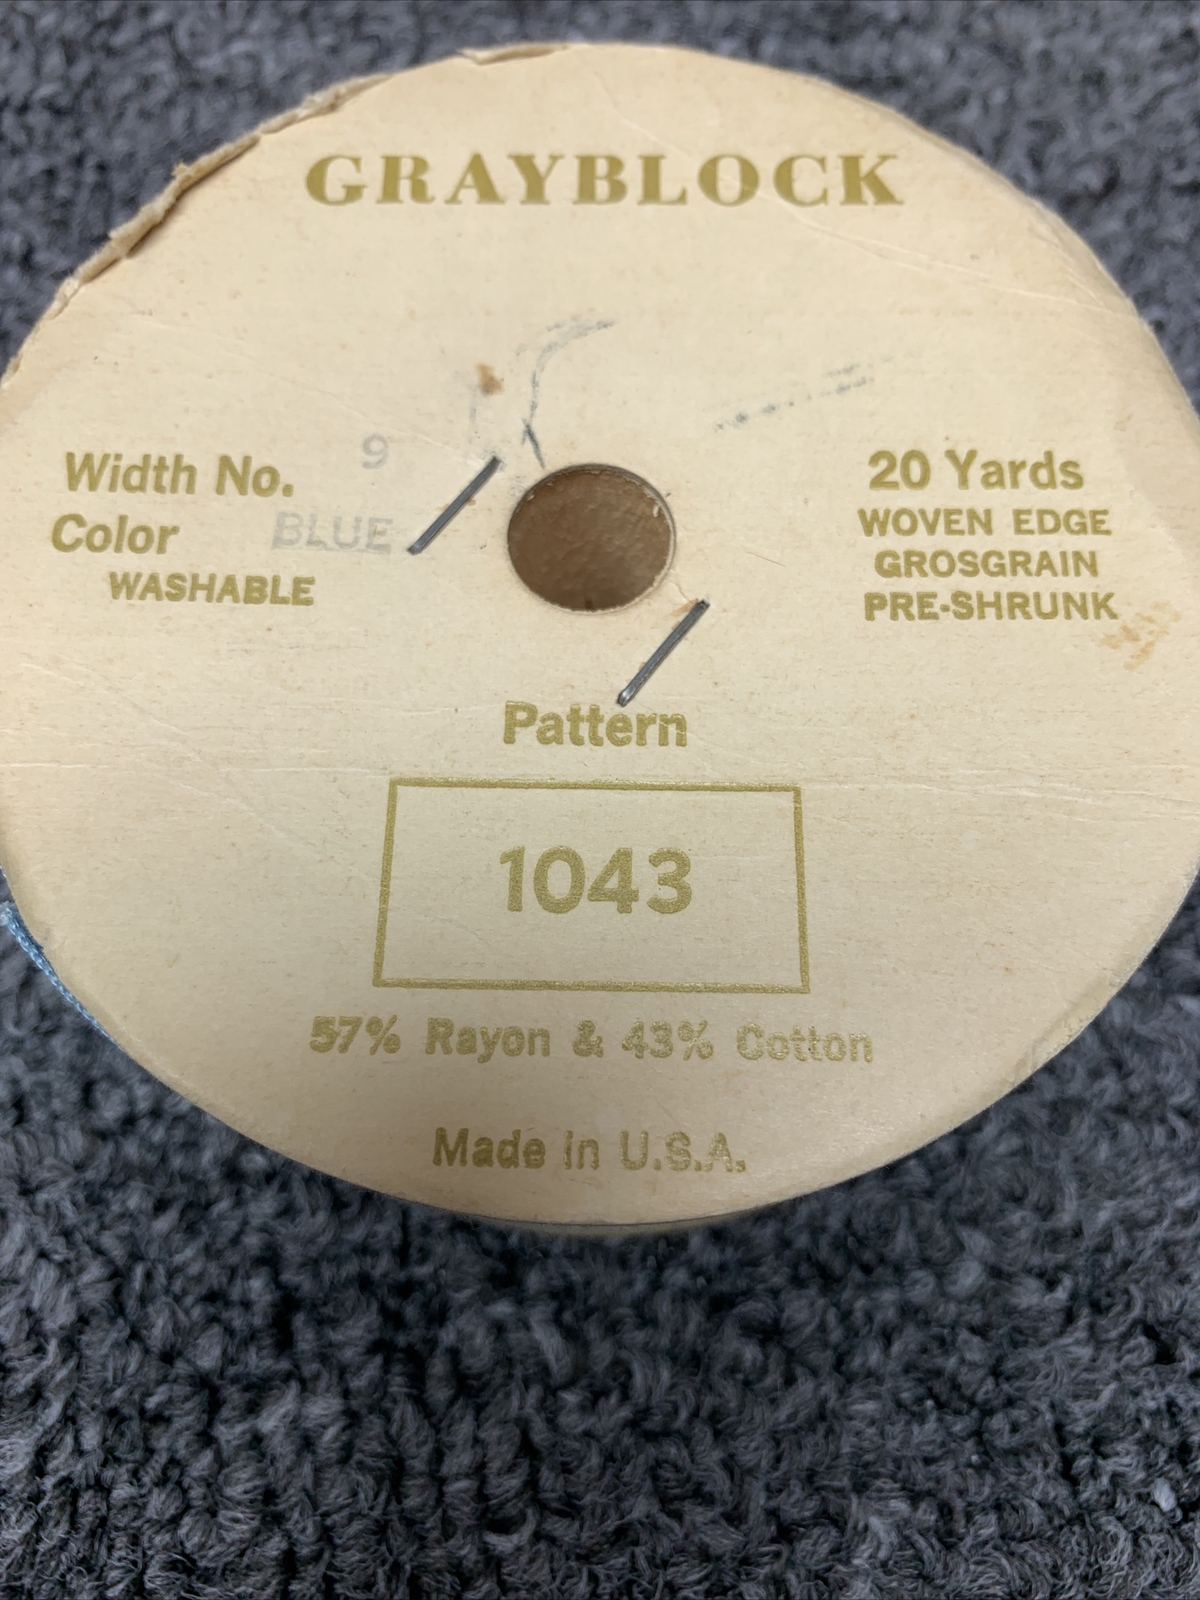 GRAYBLOCK
Width No. 9
Color BLUE
WASHABLE
20 Yards
WOVEN EDGE
GROSGRAIN
PRE-SHRUNK
Pattern
1043
57% Rayon & 43% Cotton
Made in U.S.A.